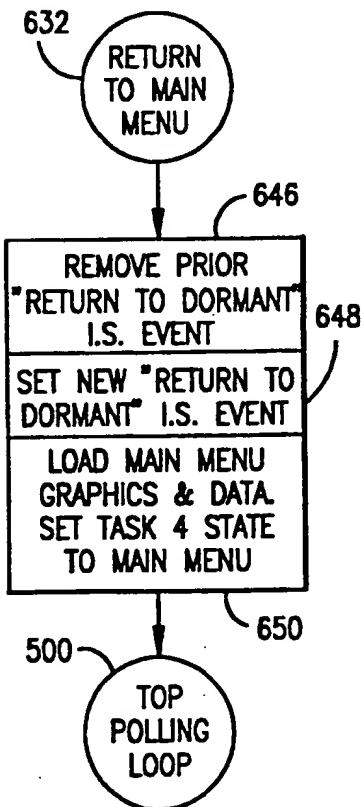 632
RETURN
TO MAIN
MENU
646
REMOVE PRIOR
"RETURN TO DORMANT"
I.S. EVENT
648
SET NEW "RETURN TO
DORMANT" I.S. EVENT
LOAD MAIN MENU
GRAPHICS & DATA.
SET TASK 4 STATE
TO MAIN MENU
650
500
TOP
POLLING
LOOP